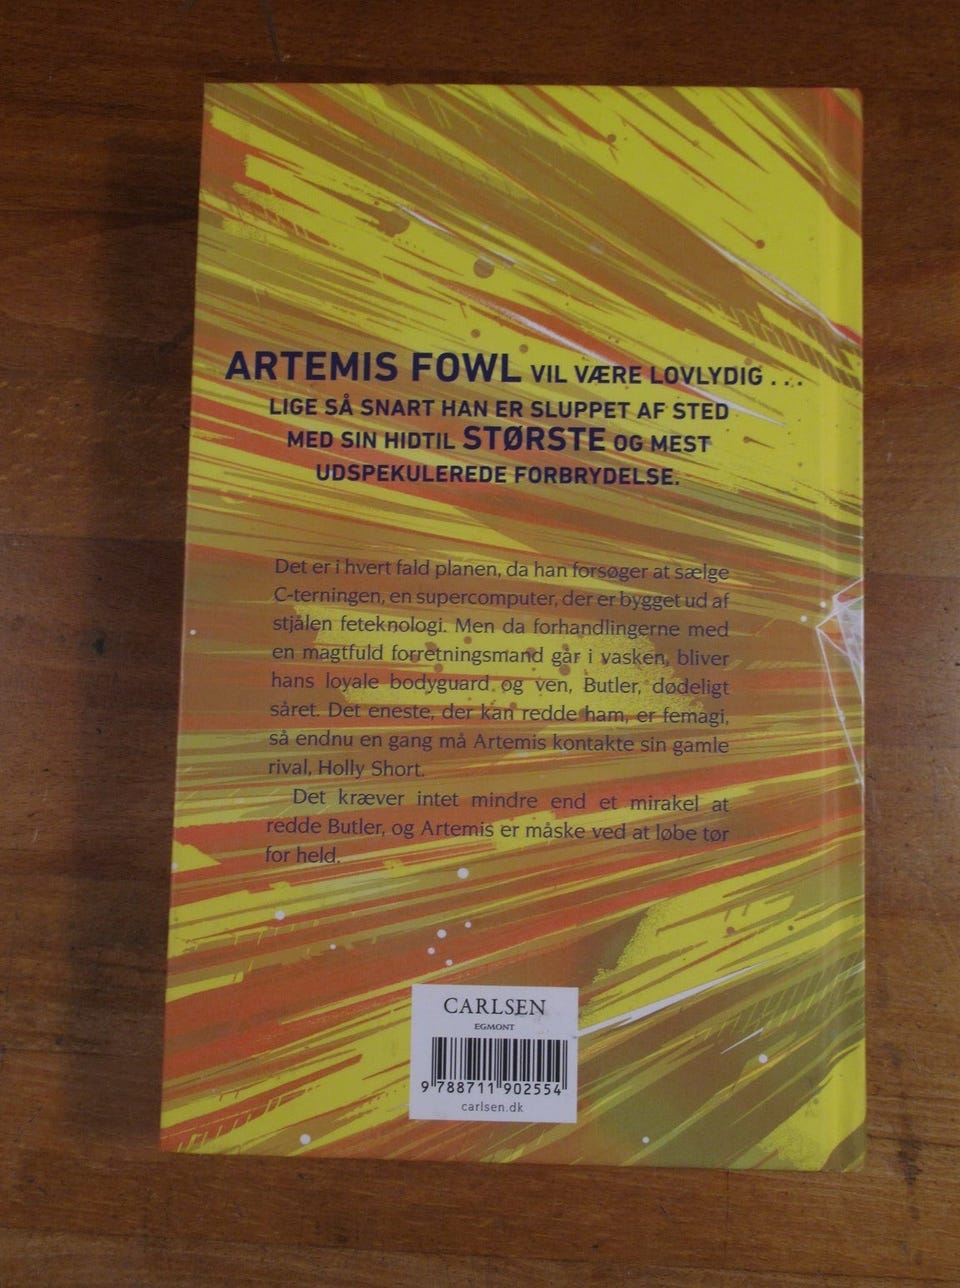 ARTEMIS FOWL VIL VÆRE LOVLYDIG . . .
LIGE SÅ SNART HAN ER SLUPPET AF STED
MED SIN HIDTIL STØRSTE OG MEST
UDSPEKULEREDE FORBRYDELSE.
Det er i hvert fald planen, da han forsøger at sælge
C-terningen, en supercomputer, der er bygget ud af
stjålen feteknologi. Men da forhandlingerne med
en magtfuld forretningsmand går i vasken, bliver
hans loyale bodyguard og ven, Butler, dødeligt
såret. Det eneste, der kan redde ham, er femagi,
så endnu en gang må Artemis kontakte sin gamle
rival, Holly Short.
Det kræver intet mindre end et mirakel at
redde Butler, og Artemis er måske ved at løbe tør
for held.
CARLSEN
EGMONT
9 788711 902554
carlsen.dk